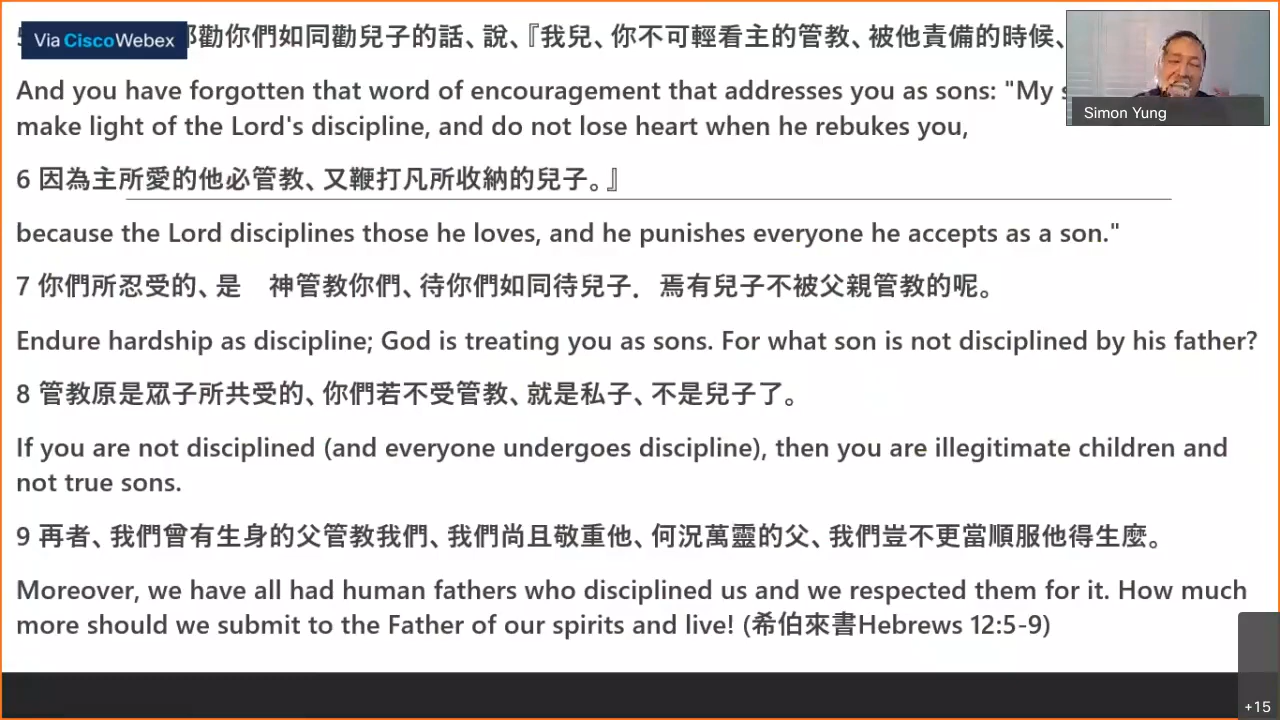 Via Cisco Webex
勸你們如同勸兒子的話、說、『我兒、你不可輕看主的管教、被他責備的時候、
And you have forgotten that word of encouragement that addresses you as sons: "My
make light of the Lord's discipline, and do not lose heart when he rebukes you,
Simon Yung
6 因為主所愛的他必管教、又鞭打凡所收納的兒子。』
because the Lord disciplines those he loves, and he punishes everyone he accepts as a son."
7 你們所忍受的、是　神管教你們、待你們如同待兒子．焉有兒子不被父親管教的呢。
Endure hardship as discipline; God is treating you as sons. For what son is not disciplined by his father?
8 管教原是眾子所共受的、你們若不受管教、就是私子、不是兒子了。
If you are not disciplined (and everyone undergoes discipline), then you are illegitimate children and
not true sons.
9 再者、我們曾有生身的父管教我們、我們尚且敬重他、何況萬靈的父、我們豈不更當順服他得生麼。
Moreover, we have all had human fathers who disciplined us and we respected them for it. How much
more should we submit to the Father of our spirits and live! (希伯來書Hebrews 12:5-9)
+15